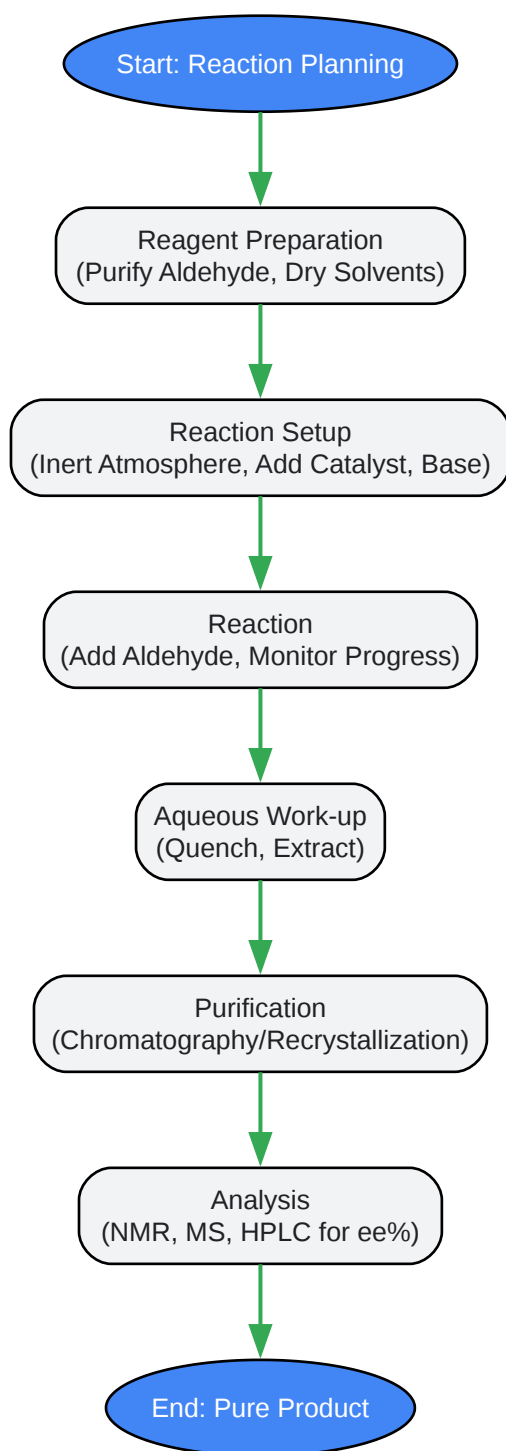 Start: Reaction Planning
Reagent Preparation
(Purify Aldehyde, Dry Solvents)
Reaction Setup
(Inert Atmosphere, Add Catalyst, Base)
Reaction
(Add Aldehyde, Monitor Progress)
Aqueous Work-up
(Quench, Extract)
Purification
(Chromatography/Recrystallization)
Analysis
(NMR, MS, HPLC for ee%)
End: Pure Product